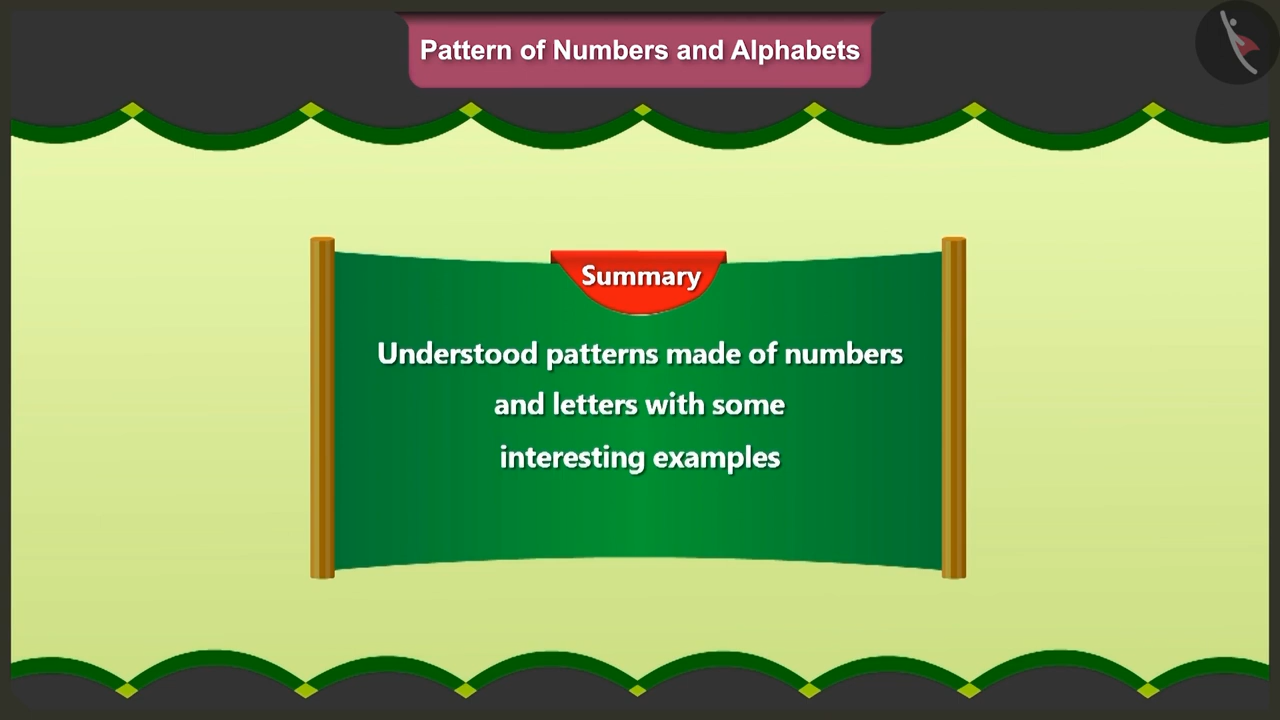 Pattern of Numbers and Alphabets
Summary
Understood patterns made of numbers
and letters with some
interesting examples